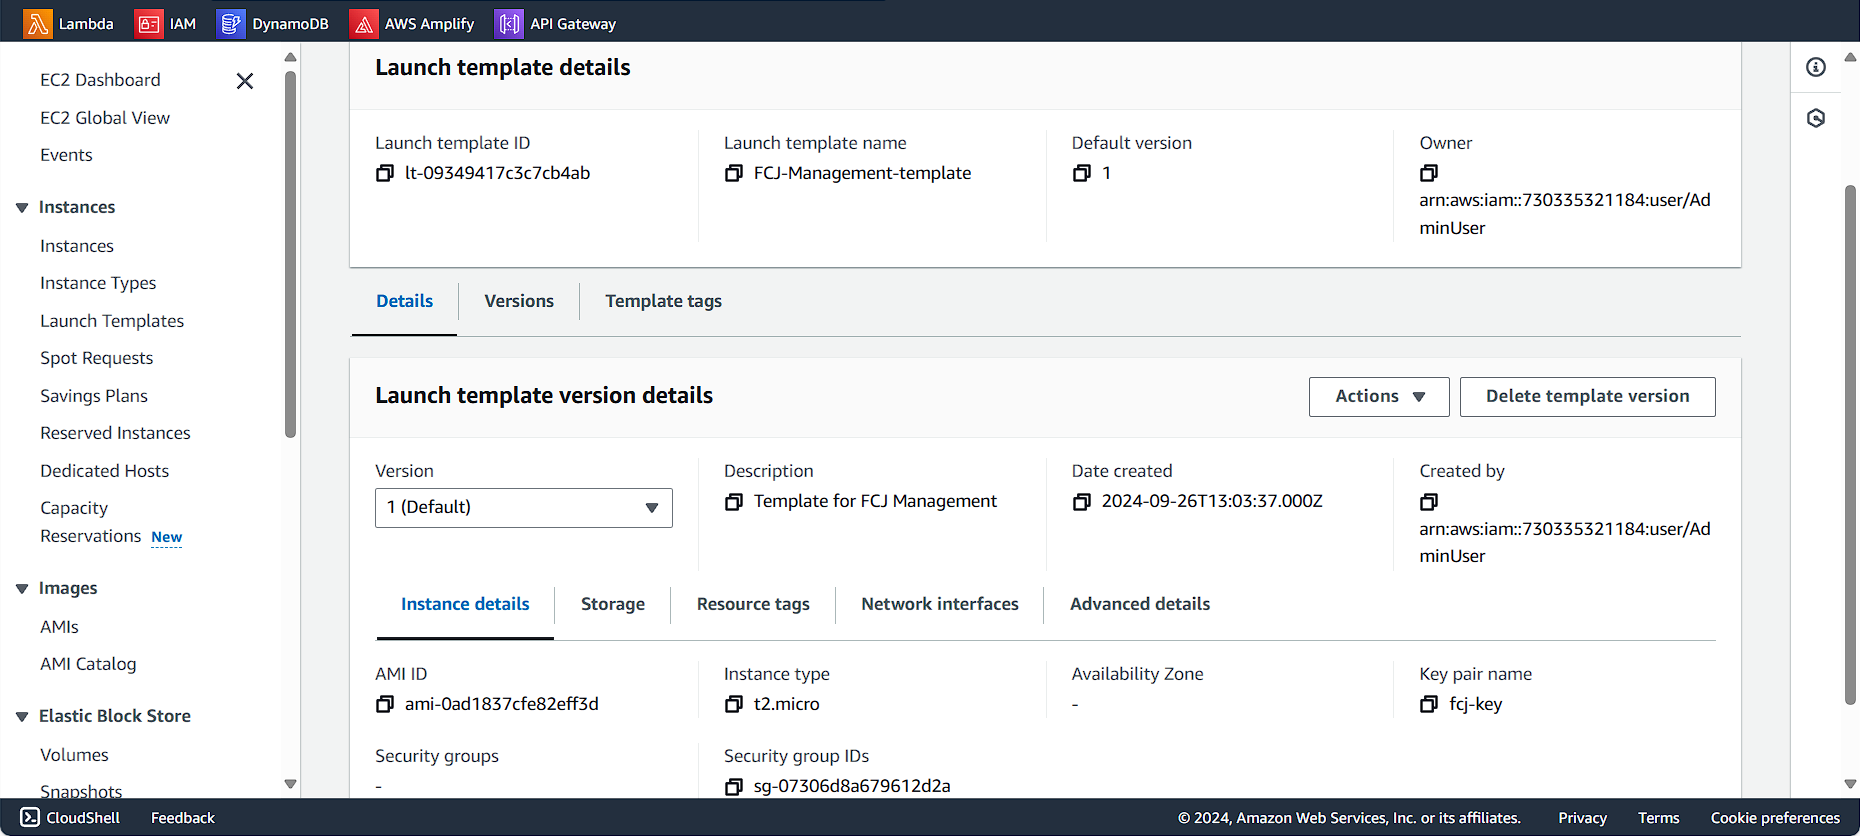 Lambda IAM DynamoDB AWS Amplify API Gateway
EC2 Dashboard
EC2 Global View
Events
Instances
Instances
Instance Types
Launch Templates
Spot Requests
Savings Plans
Reserved Instances
Dedicated Hosts
Capacity
Reservations New
Images
AMIs
AMI Catalog
Elastic Block Store
Volumes
Snapshots
Launch template details
Launch template ID
lt-09349417c3c7cb4ab
Launch template name
FCJ-Management-template
Default version
1
Owner
arn:aws:iam::730335321184:user/Ad
minUser
Details Versions Template tags
Launch template version details
Actions Delete template version
Version
1 (Default)
Description
Template for FCJ Management
Date created
2024-09-26T13:03:37.000Z
Created by
arn:aws:iam::730335321184:user/Ad
minUser
Instance details Storage Resource tags Network interfaces Advanced details
AMI ID
ami-0ad1837cfe82eff3d
Instance type
t2.micro
Availability Zone
-
Key pair name
fcj-key
Security groups
-
Security group IDs
sg-07306d8a679612d2a
CloudShell Feedback © 2024, Amazon Web Services, Inc. or its affiliates. Privacy Terms Cookie preferences